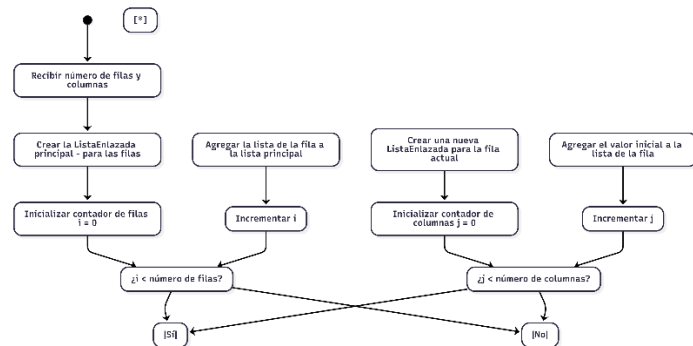 [*]
Recibir número de filas y
columnas
Crear la ListaEnlazada
principal - para las filas
Agregar la lista de la fila a
la lista principal
Crear una nueva
ListaEnlazada para la fila
actual
Agregar el valor inicial a la
lista de la fila
Inicializar contador de filas
i = 0
Incrementar i
Inicializar contador de
columnas j = 0
Incrementar j
¿i < número de filas?
¿j < número de columnas?
|Sí|
|No|